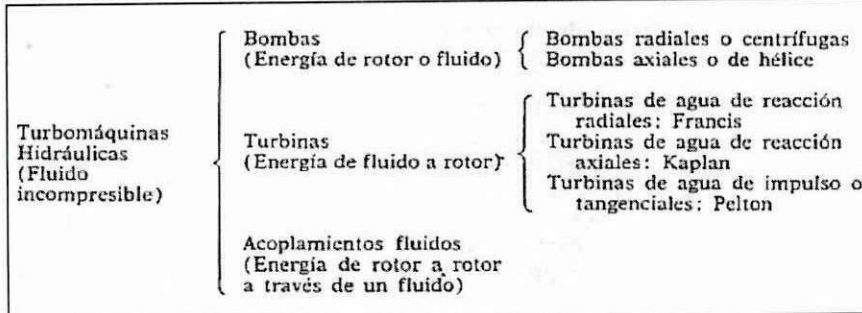 Turbomáquinas
Hidráulicas
(Fluido
incompresible)
Bombas
(Energía de rotor o fluido)
Bombas radiales o centrífugas
Bombas axiales o de hélice
Turbinas
(Energía de fluido a rotor)
Turbinas de agua de reacción
radiales: Francis
Turbinas de agua de reacción
axiales: Kaplan
Turbinas de agua de impulso o
tangenciales: Pelton
Acoplamientos fluidos
(Energía de rotor a rotor
a través de un fluido)